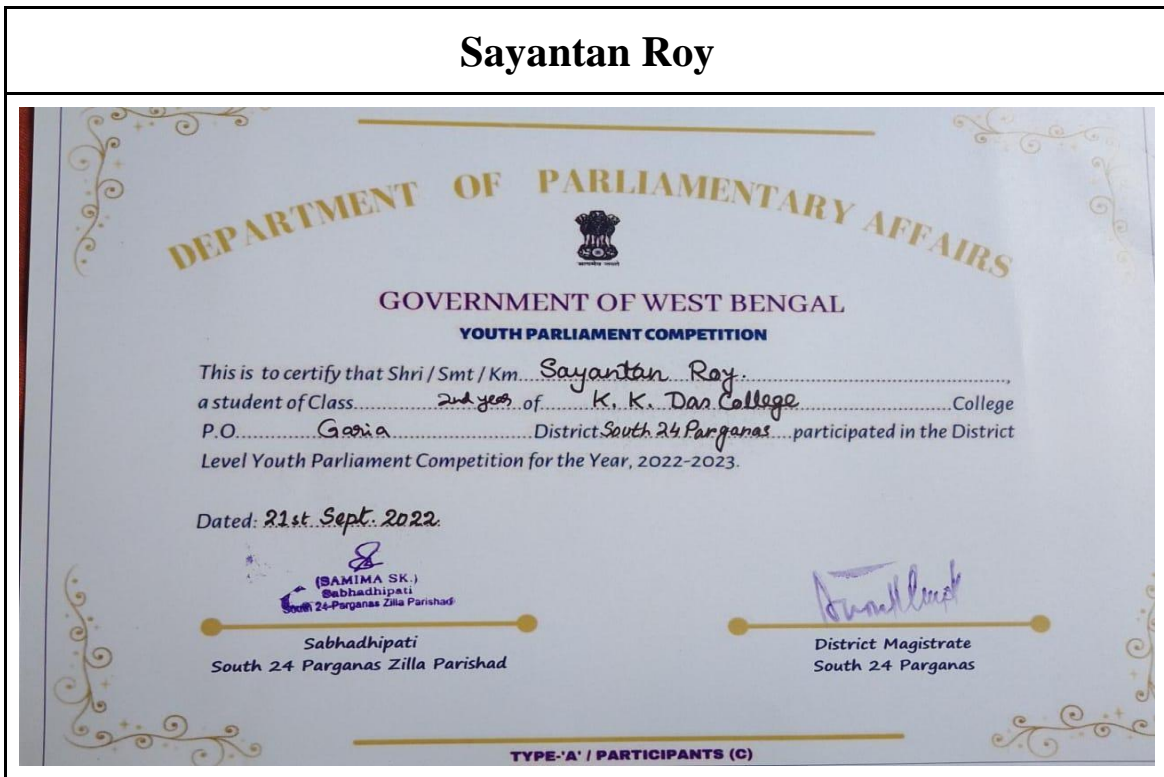 Sayantan Roy
DEPARTMENT OF PARLIAMENTARY AFFAIRS
GOVERNMENT OF WEST BENGAL
YOUTH PARLIAMENT COMPETITION
This is to certify that Shri / Smt / Km. Sayantan Roy.
a student of Class 2nd year of K. K. Das College College
P.O. Garia District South 24 Parganas participated in the District
Level Youth Parliament Competition for the Year, 2022-2023.
Dated: 21st Sept. 2022.
(SAMIMA SK.)
Sabhadhipati
South 24-Parganas Zilla Parishad
Sabhadhipati
South 24 Parganas Zilla Parishad
District Magistrate
South 24 Parganas
TYPE-'A' / PARTICIPANTS (C)